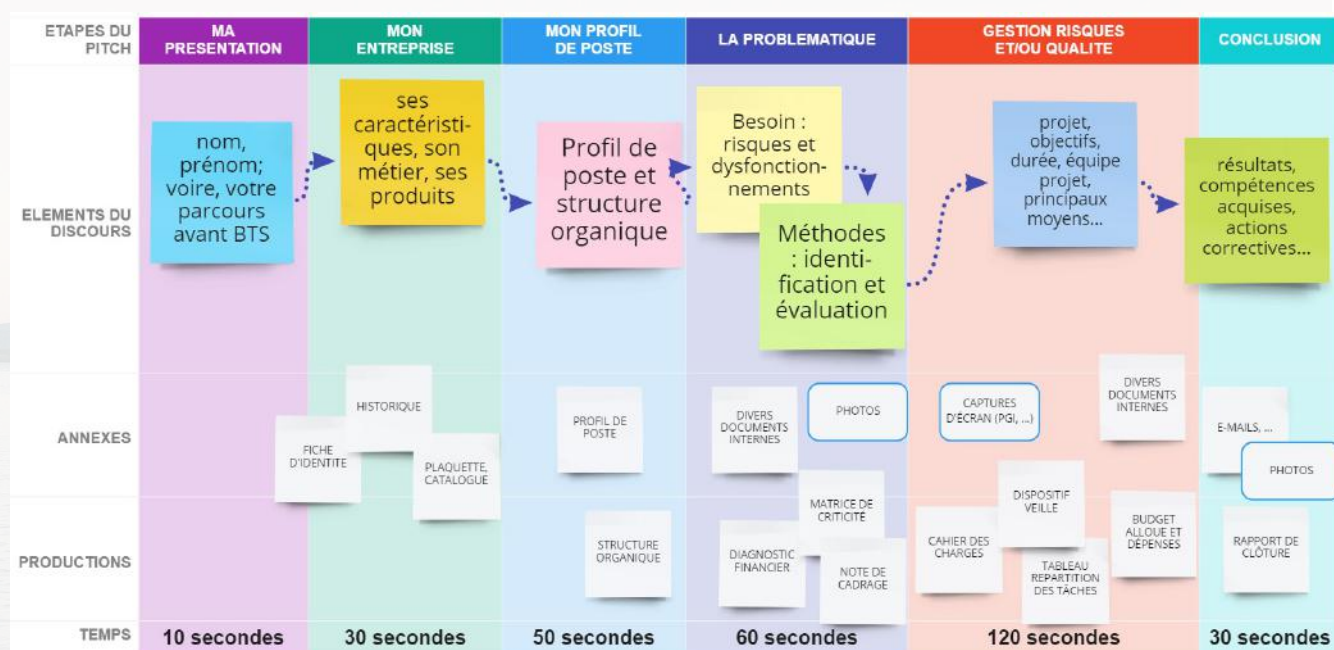 ETAPES DU
PITCH
MA
PRESENTATION
MON
ENTREPRISE
MON PROFIL
DE POSTE
LA PROBLEMATIQUE
GESTION RISQUES
ET/OU QUALITE
CONCLUSION
ELEMENTS DU
DISCOURS
nom,
prénom;
voire, votre
parcours
avant BTS
ses
caractéristi-
ques, son
métier, ses
produits
Profil de
poste et
structure
organique
Besoin :
risques et
dysfonction-
nements
Méthodes
: identi-
fication et
évaluation
projet,
objectifs,
durée, équipe
projet,
principaux
moyens...
résultats,
compétences
acquises,
actions
correctives...
ANNEXES
FICHE
D'IDENTITE
HISTORIQUE
PLAQUETTE,
CATALOGUE
PROFIL DE
POSTE
DIVERS
DOCUMENTS
INTERNES
PHOTOS
CAPTURES
D'ÉCRAN (PGI, ...)
DIVERS
DOCUMENTS
INTERNES
E-MAILS, ...
PHOTOS
PRODUCTIONS
STRUCTURE
ORGANIQUE
DIAGNOSTIC
FINANCIER
MATRICE DE
CRITICITÉ
NOTE DE
CADRAGE
CAHIER DES
CHARGES
DISPOSITIF
VEILLE
TABLEAU
REPARTITION
DES TÂCHES
BUDGET
ALLOUE ET
DÉPENSES
RAPPORT DE
CLÔTURE
TEMPS
10 secondes
30 secondes
50 secondes
60 secondes
120 secondes
30 secondes